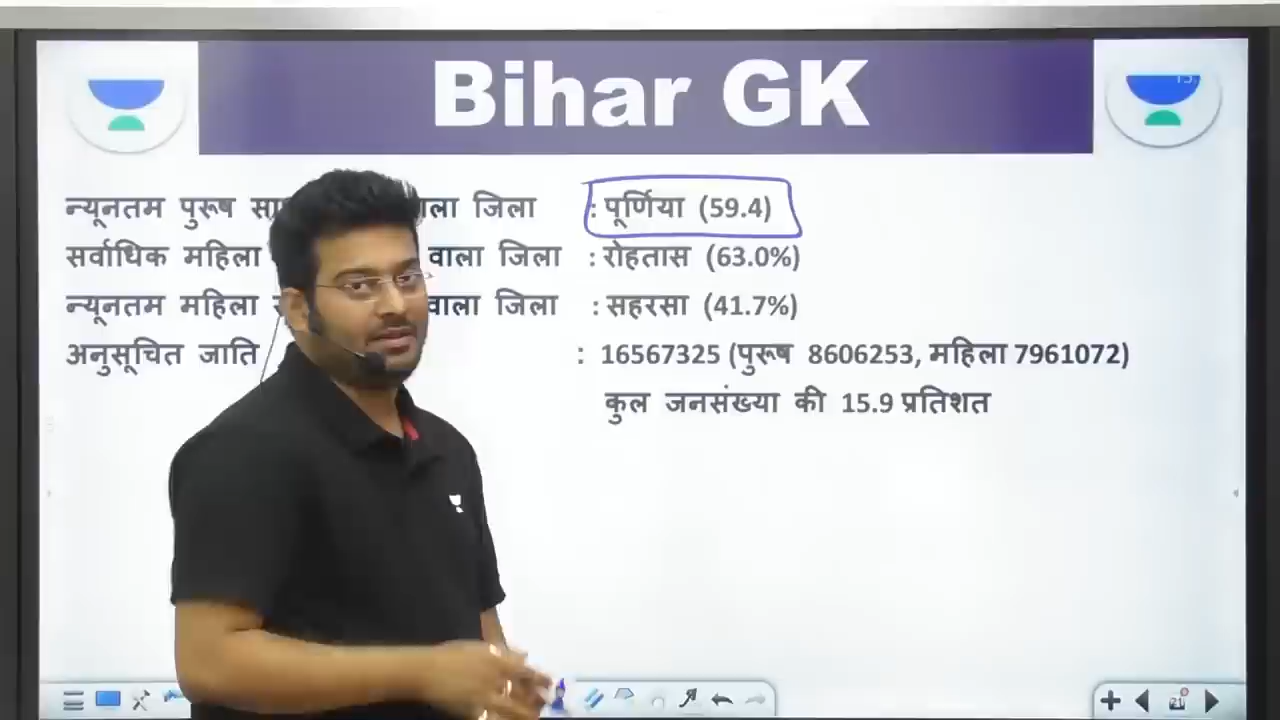 Bihar GK
न्यूनतम पुरूष वाला जिला : पूर्णिया (59.4)
सर्वाधिक महिला वाला जिला : रोहतास (63.0%)
न्यूनतम महिला वाला जिला : सहरसा (41.7%)
अनुसूचित जाति : 16567325 (पुरूष 8606253, महिला 7961072)
कुल जनसंख्या की 15.9 प्रतिशत